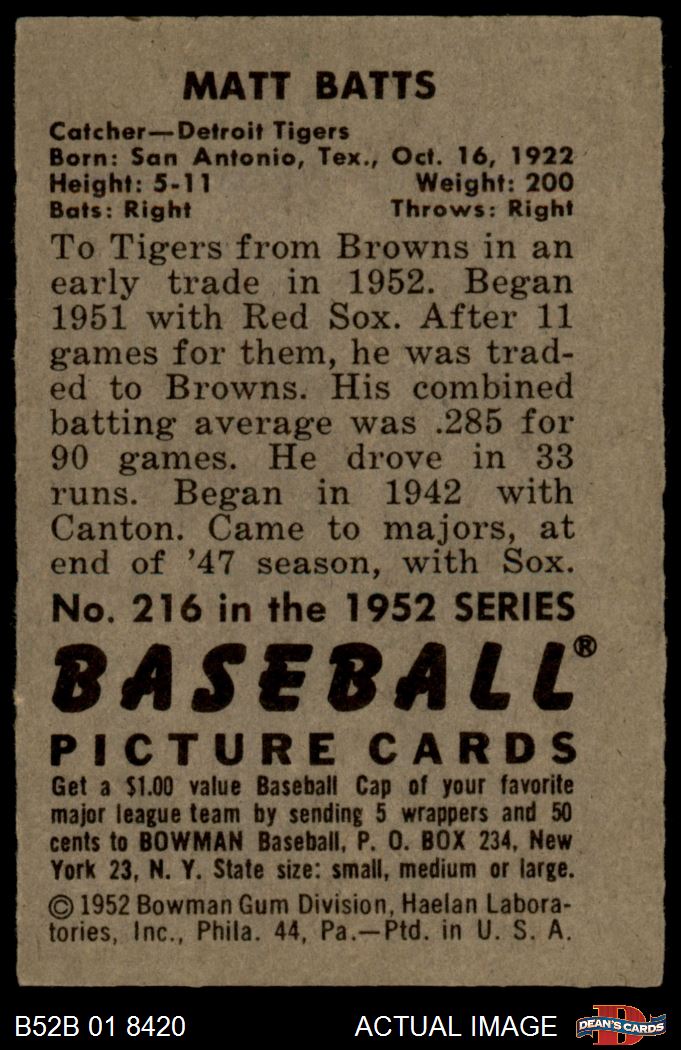 MATT BATTS
Catcher—Detroit Tigers
Born: San Antonio, Tex., Oct. 16, 1922
Height: 5-11 Weight: 200
Bats: Right Throws: Right
To Tigers from Browns in an
early trade in 1952. Began
1951 with Red Sox. After 11
games for them, he was trad-
ed to Browns. His combined
batting average was .285 for
90 games. He drove in 33
runs. Began in 1942 with
Canton. Came to majors, at
end of '47 season, with Sox.
No. 216 in the 1952 SERIES
BASEBALL®
PICTURE CARDS
Get a $1.00 value Baseball Cap of your favorite
major league team by sending 5 wrappers and 50
cents to BOWMAN Baseball, P. O. BOX 234, New
York 23, N. Y. State size: small, medium or large.
© 1952 Bowman Gum Division, Haelan Labora-
tories, Inc., Phila. 44, Pa.—Ptd. in U. S. A.
B52B 01 8420 ACTUAL IMAGE DEAN'S CARDS